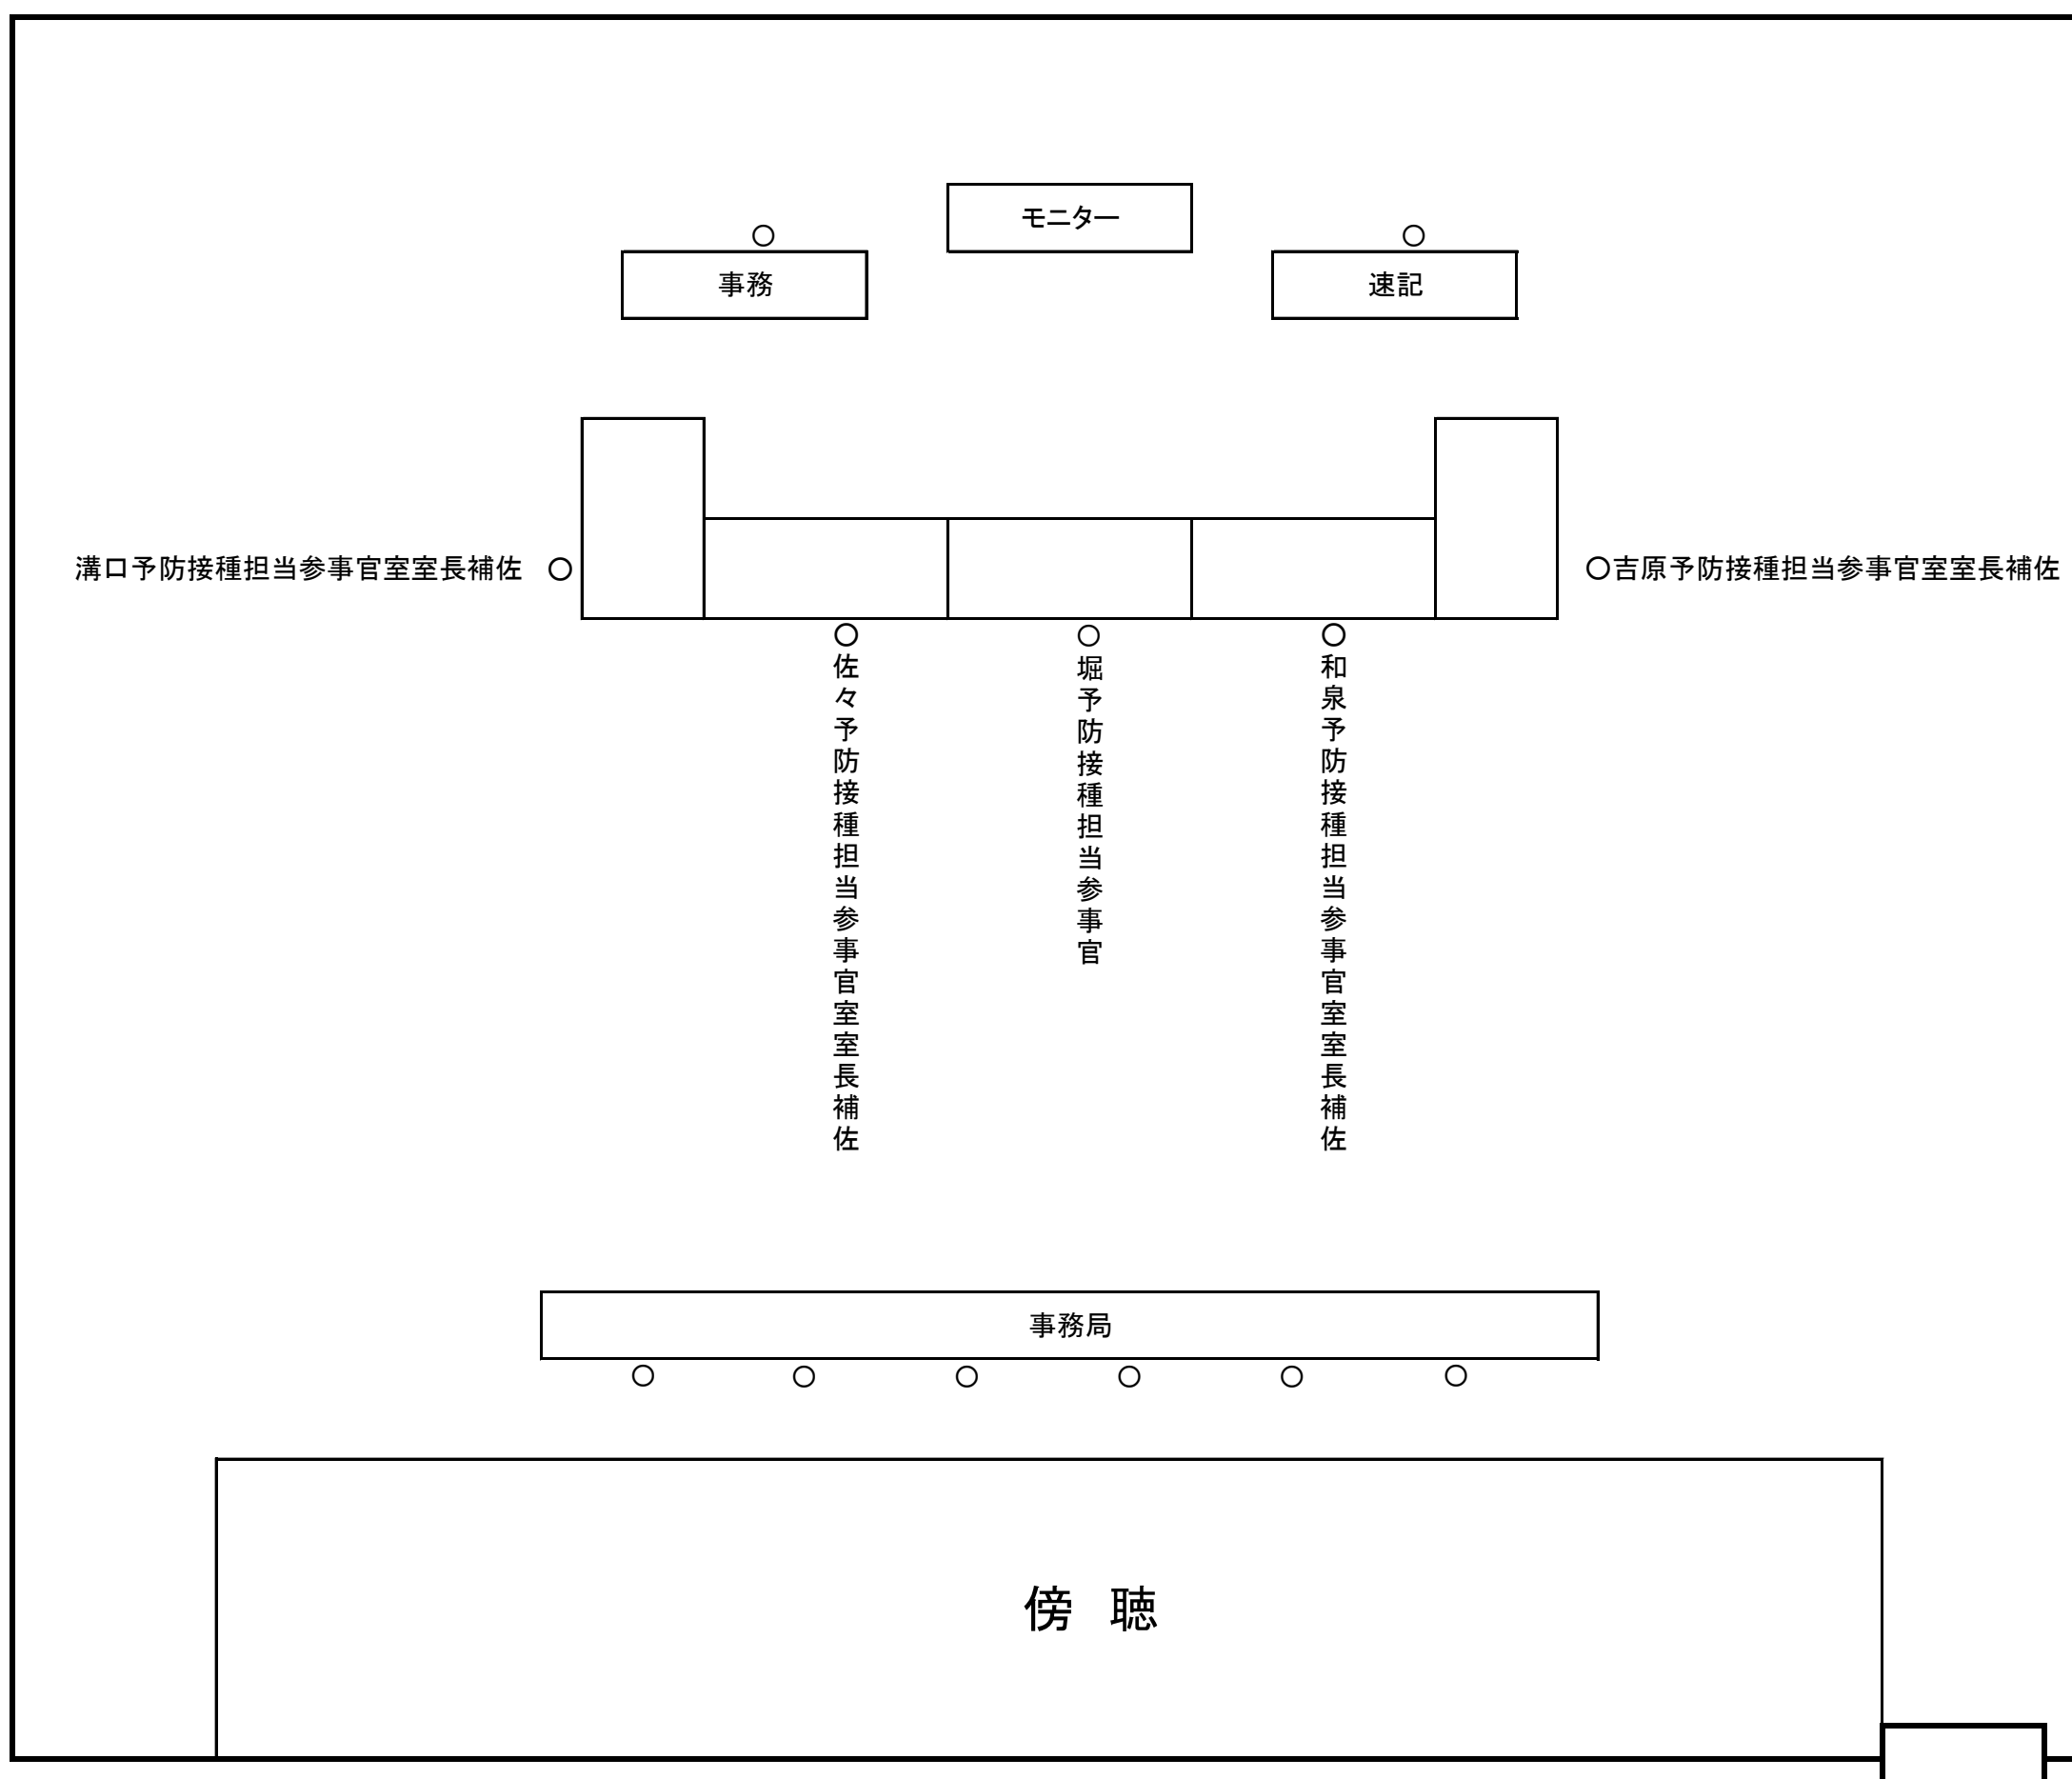 モニター
○ ○
事務 速記
溝口予防接種担当参事官室室長補佐 ○
○吉原予防接種担当参事官室室長補佐
○佐々予防接種担当参事官室室長補佐
○堀予防接種担当参事官
○和泉予防接種担当参事官室室長補佐
事務局
○ ○ ○ ○ ○ ○
傍 聴